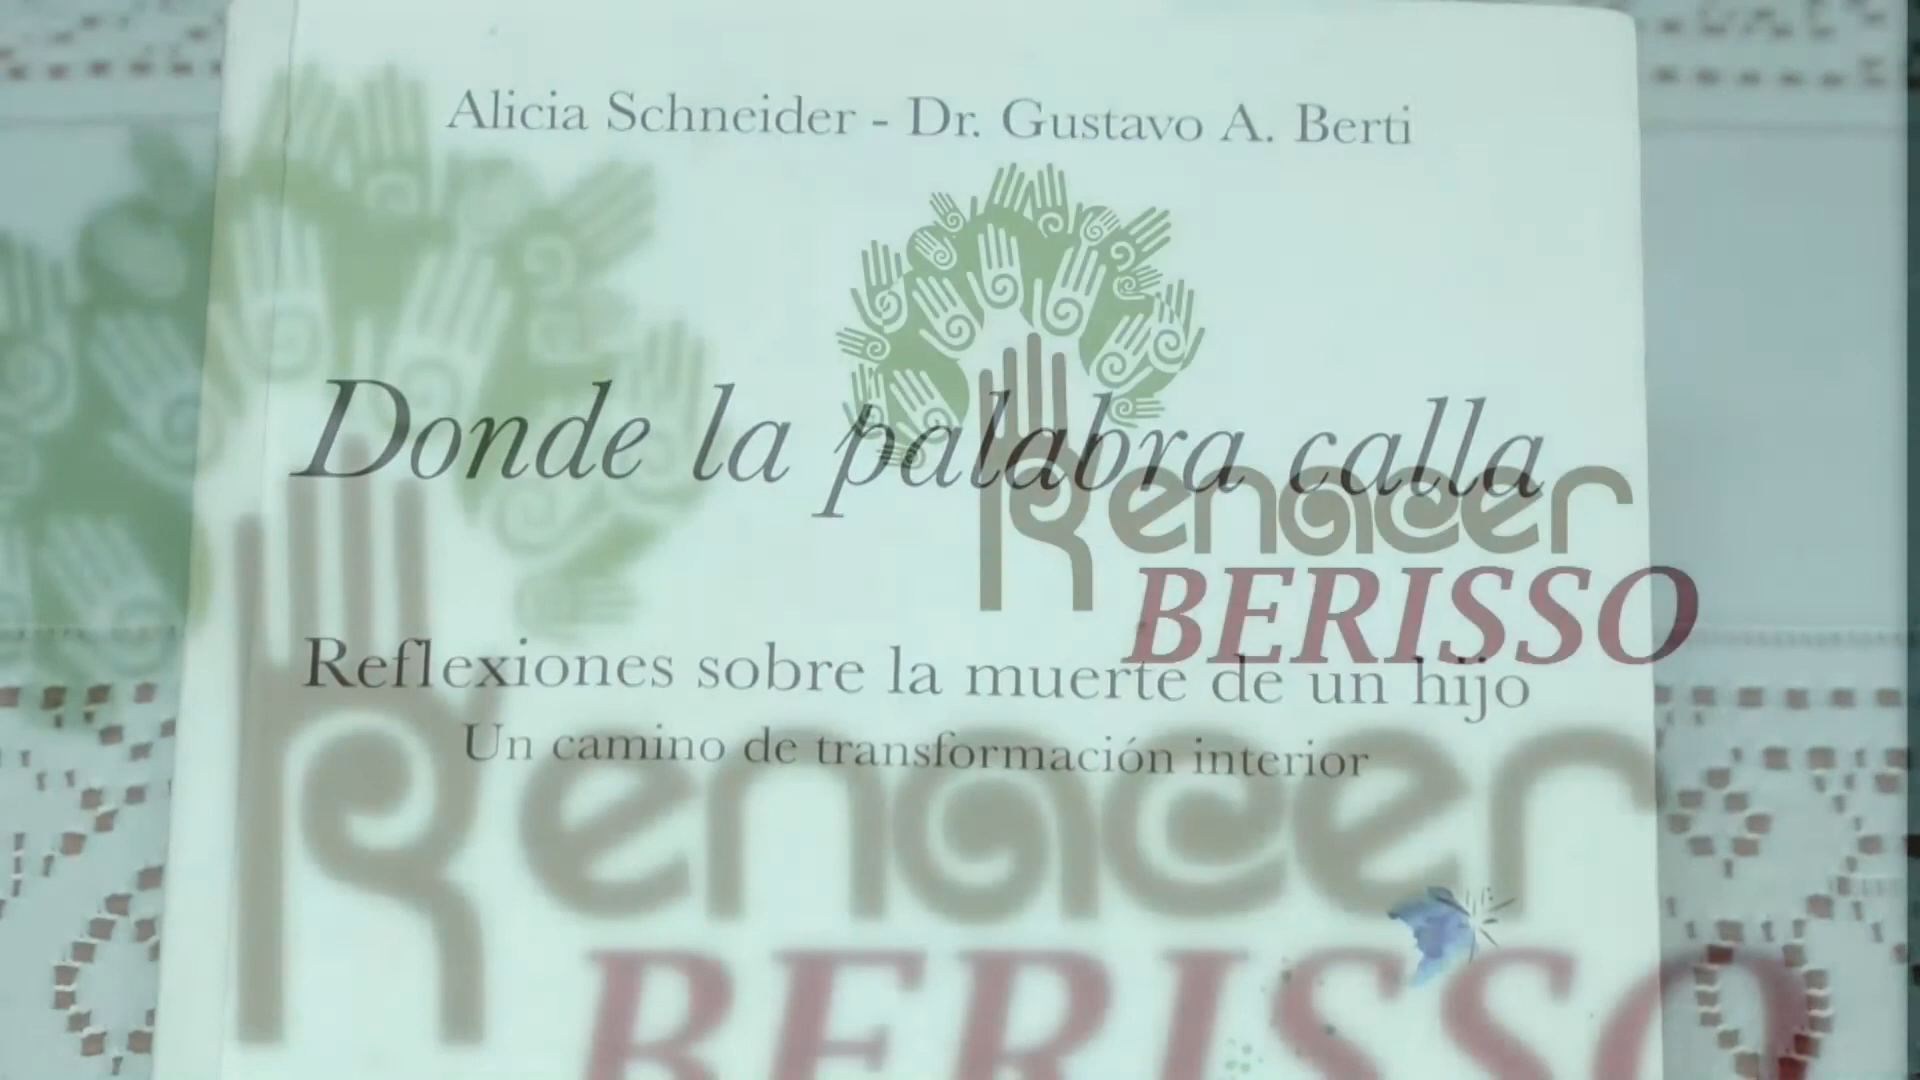 Alicia Schneider - Dr. Gustavo A. Berti
Donde la palabra calla
Renacer
BERISSO
Reflexiones sobre la muerte de un hijo
Un camino de transformación interior
Renacer
BERISSO